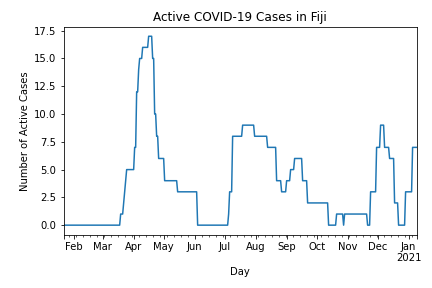 Active COVID-19 Cases in Fiji
Number of Active Cases
17.5
15.0
12.5
10.0
7.5
5.0
2.5
0.0
Feb Mar Apr May Jun Jul Aug Sep Oct Nov Dec Jan
2021
Day